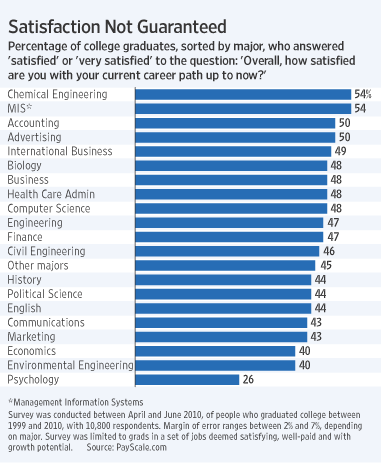 Satisfaction Not Guaranteed
Percentage of college graduates, sorted by major, who answered
'satisfied' or 'very satisfied' to the question: 'Overall, how satisfied
are you with your current career path up to now?'
Chemical Engineering 54%
MIS* 54
Accounting 50
Advertising 50
International Business 49
Biology 48
Business 48
Health Care Admin 48
Computer Science 48
Engineering 47
Finance 47
Civil Engineering 46
Other majors 45
History 44
Political Science 44
English 44
Communications 43
Marketing 43
Economics 40
Environmental Engineering 40
Psychology 26
*Management Information Systems
Survey was conducted between April and June 2010, of people who graduated college between
1999 and 2010, with 10,800 respondents. Margin of error ranges between 2% and 7%, depending
on major. Survey was limited to grads in a set of jobs deemed satisfying, well-paid and with
growth potential. Source: PayScale.com